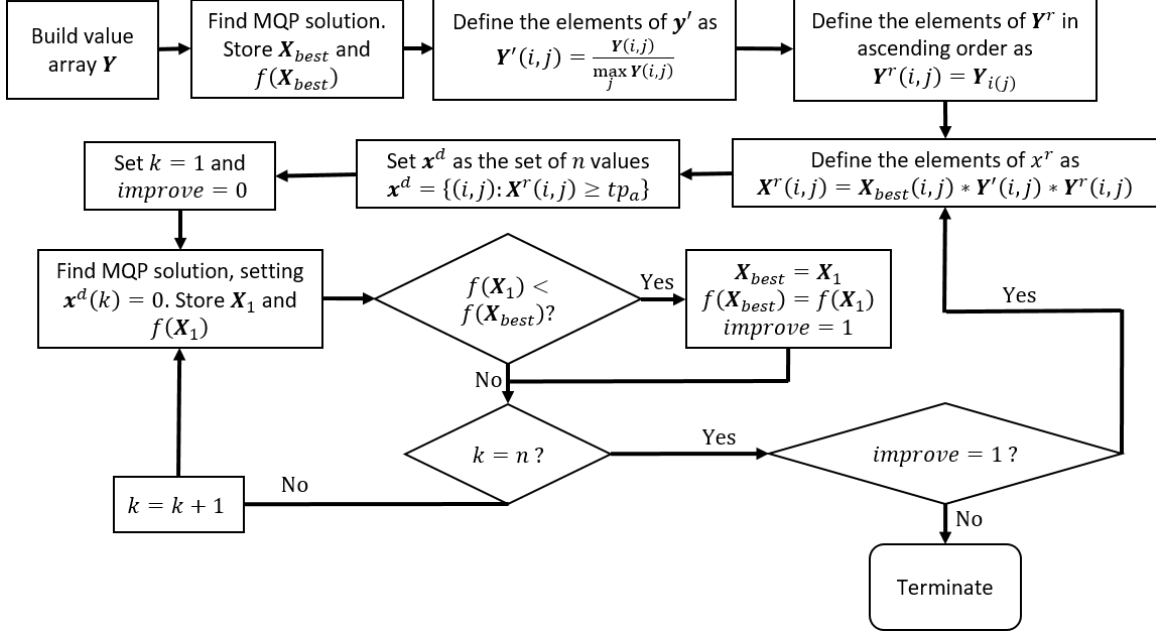 Build value
array Y
Find MQP solution.
Store X_best and
f(X_best)
Define the elements of y′ as
Y′(i,j) = Y(i,j) / max_j Y(i,j)
Define the elements of Y^r in
ascending order as
Y^r(i,j) = Y_i(j)
Define the elements of x^r as
X^r(i,j) = X_best(i,j) * Y′(i,j) * Y^r(i,j)
Set x^d as the set of n values
x^d = {(i,j): X^r(i,j) ≥ tp_a}
Set k = 1 and
improve = 0
Find MQP solution, setting
x^d(k) = 0. Store X_1 and
f(X_1)
f(X_1) <
f(X_best)?
Yes
X_best = X_1
f(X_best) = f(X_1)
improve = 1
No
k = n ?
Yes
improve = 1 ?
Yes
No
k = k + 1
No
Terminate